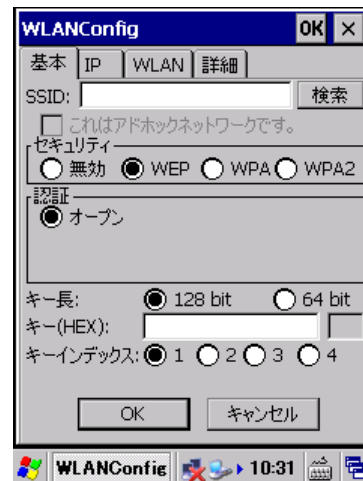 WLANConfig OK ×
基本 IP WLAN 詳細
SSID: 検索
これはアドホックネットワークです。
セキュリティ
無効 WEP WPA WPA2
認証
オープン
キー長: 128 bit 64 bit
キー(HEX):
キーインデックス: 1 2 3 4
OK キャンセル
WLANConfig 10:31